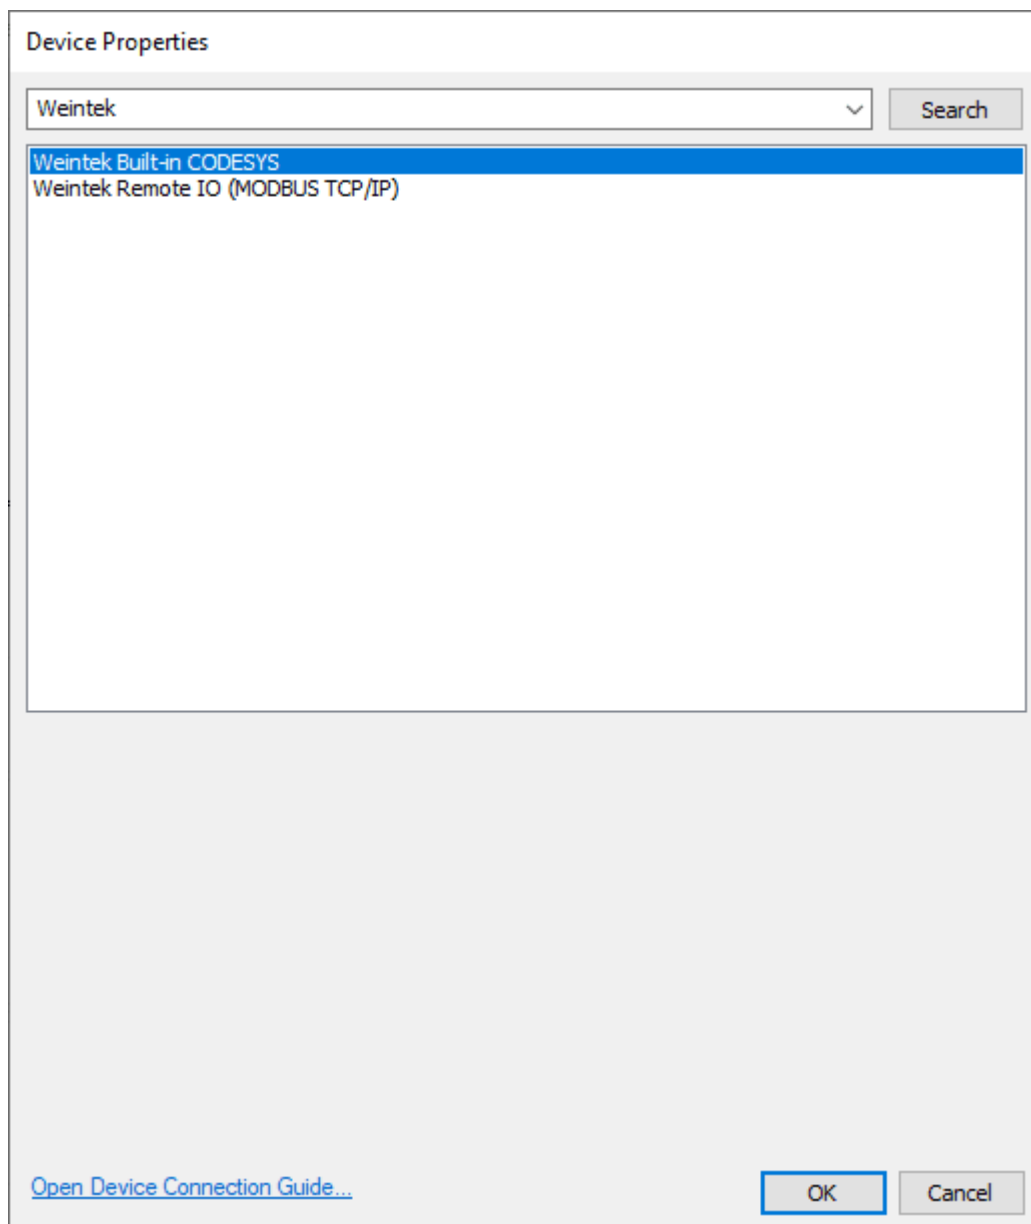 Device Properties
Weintek
Search
Weintek Built-in CODESYS
Weintek Remote IO (MODBUS TCP/IP)
Open Device Connection Guide...
OK
Cancel